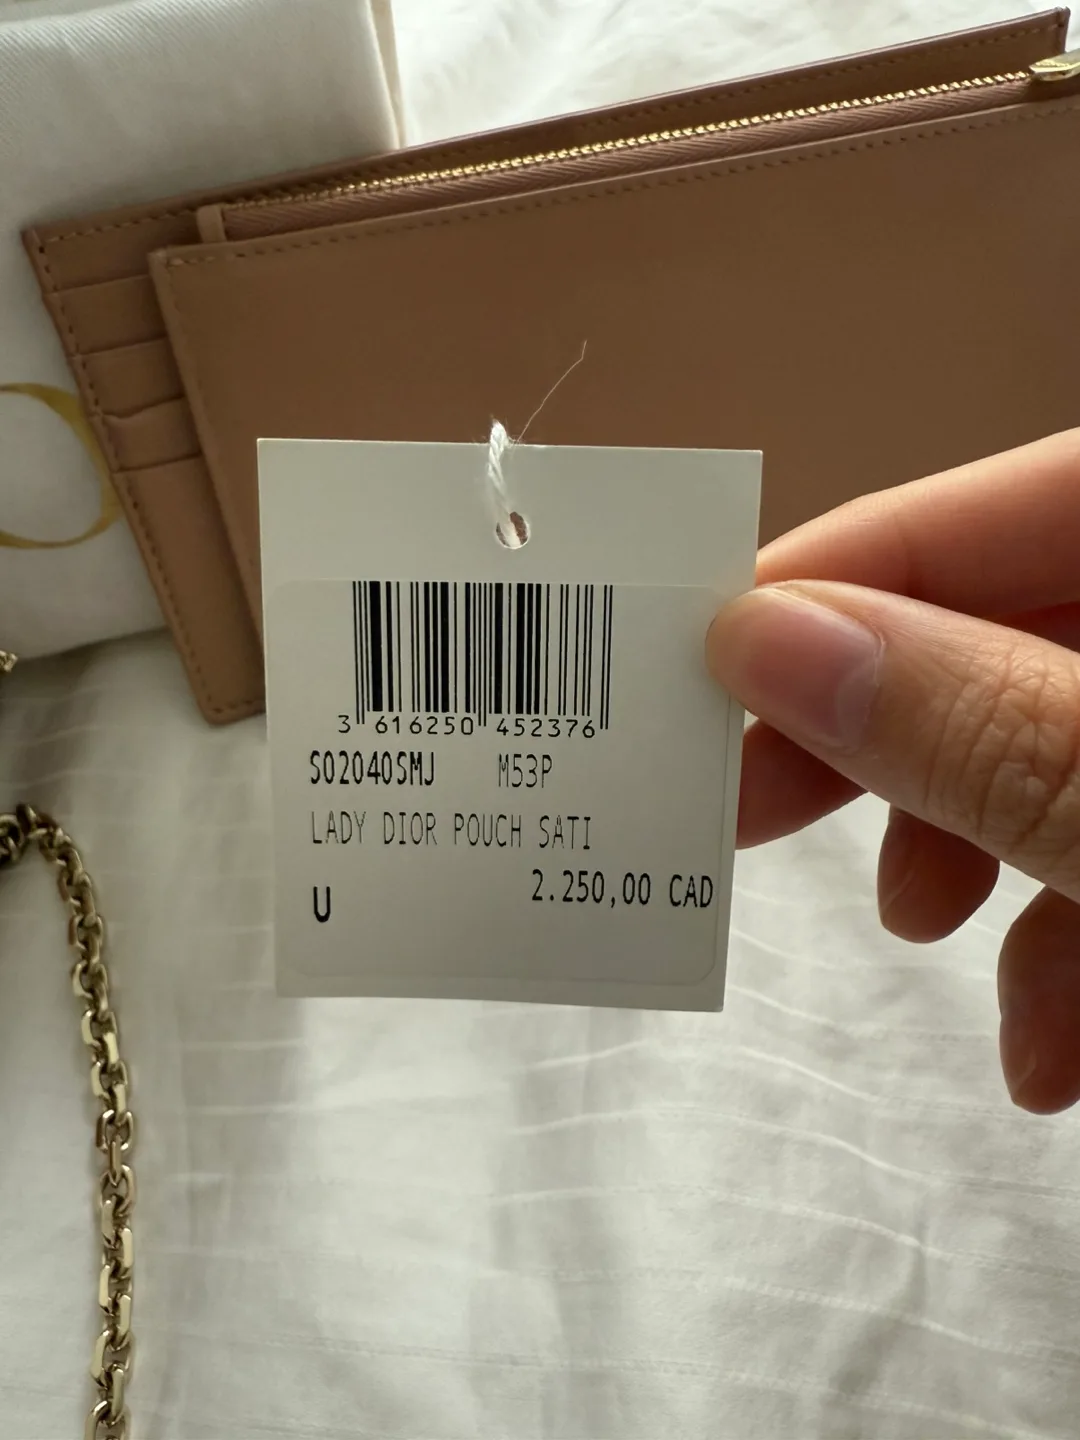 3 616250 452376
S02040SMJ M53P
LADY DIOR POUCH SATI
2.250,00 CAD
U